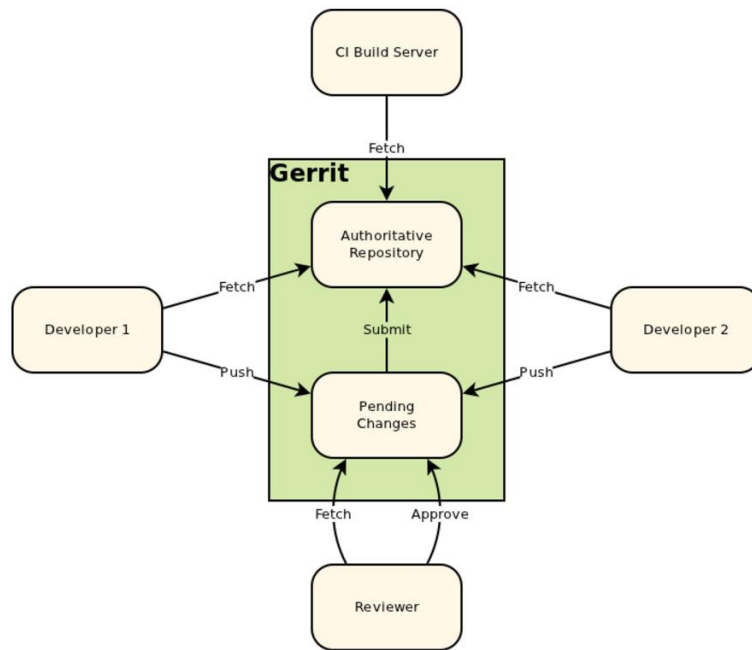 CI Build Server
Fetch
Gerrit
Authoritative
Repository
Fetch
Fetch
Developer 1
Submit
Developer 2
Push
Push
Pending
Changes
Fetch
Approve
Reviewer